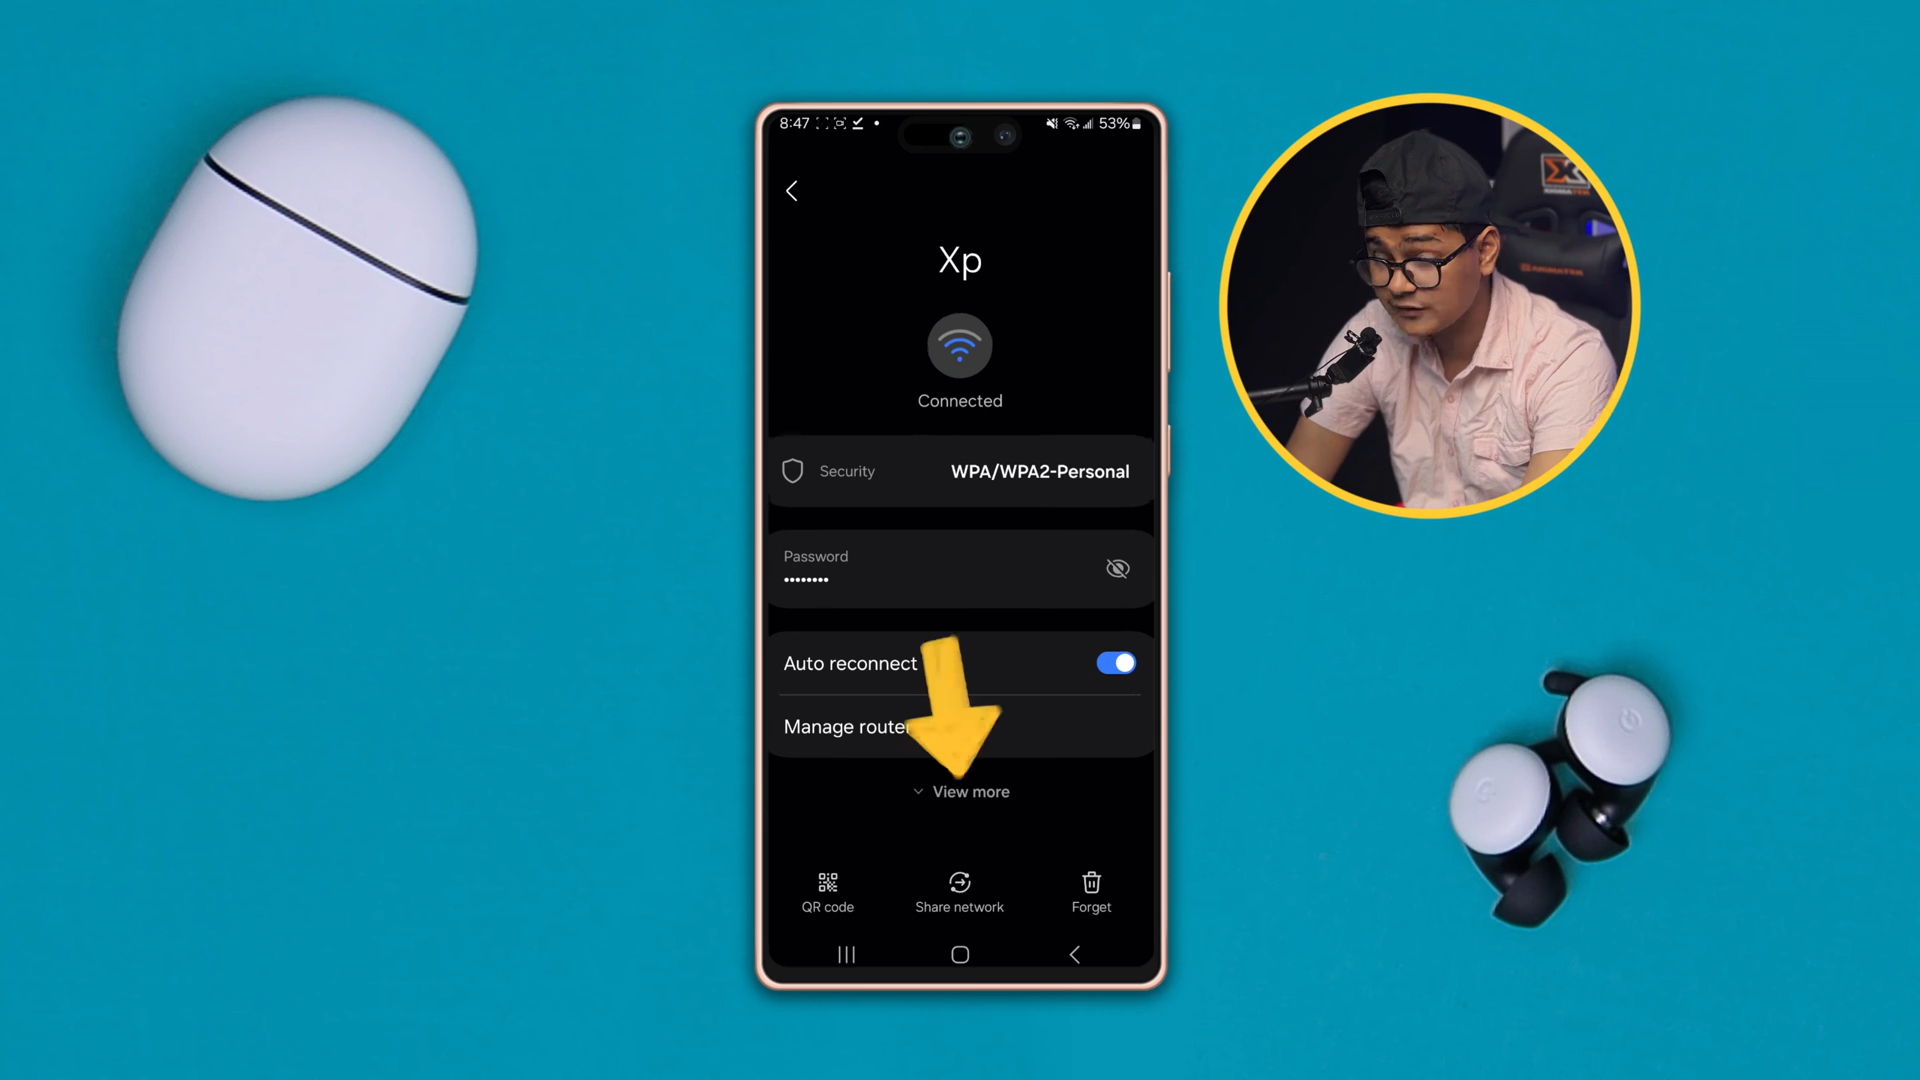 8:47
53%
Xp
Connected
Security
WPA/WPA2-Personal
Password
••••••••
Auto reconnect
Manage router
View more
QR code
Share network
Forget